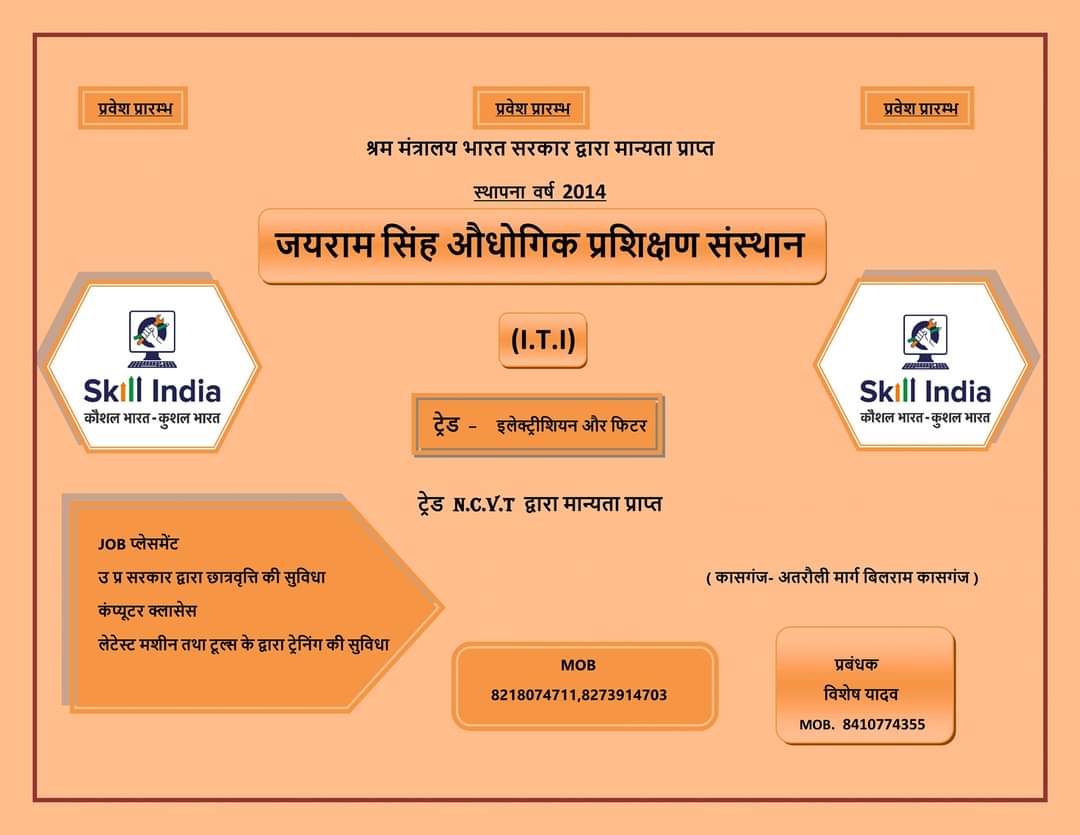 प्रवेश प्रारम्भ
प्रवेश प्रारम्भ
प्रवेश प्रारम्भ
श्रम मंत्रालय भारत सरकार द्वारा मान्यता प्राप्त
स्थापना वर्ष 2014
जयराम सिंह औधोगिक प्रशिक्षण संस्थान
(I.T.I)
Skill India
कौशल भारत - कुशल भारत
Skill India
कौशल भारत - कुशल भारत
ट्रेड – इलेक्ट्रीशियन और फिटर
ट्रेड N.C.V.T द्वारा मान्यता प्राप्त
JOB प्लेसमेंट
उ प्र सरकार द्वारा छात्रवृत्ति की सुविधा
कंप्यूटर क्लासेस
लेटेस्ट मशीन तथा टूल्स के द्वारा ट्रेनिंग की सुविधा
( कासगंज- अतरौली मार्ग बिलराम कासगंज )
MOB
8218074711,8273914703
प्रबंधक
विशेष यादव
MOB. 8410774355